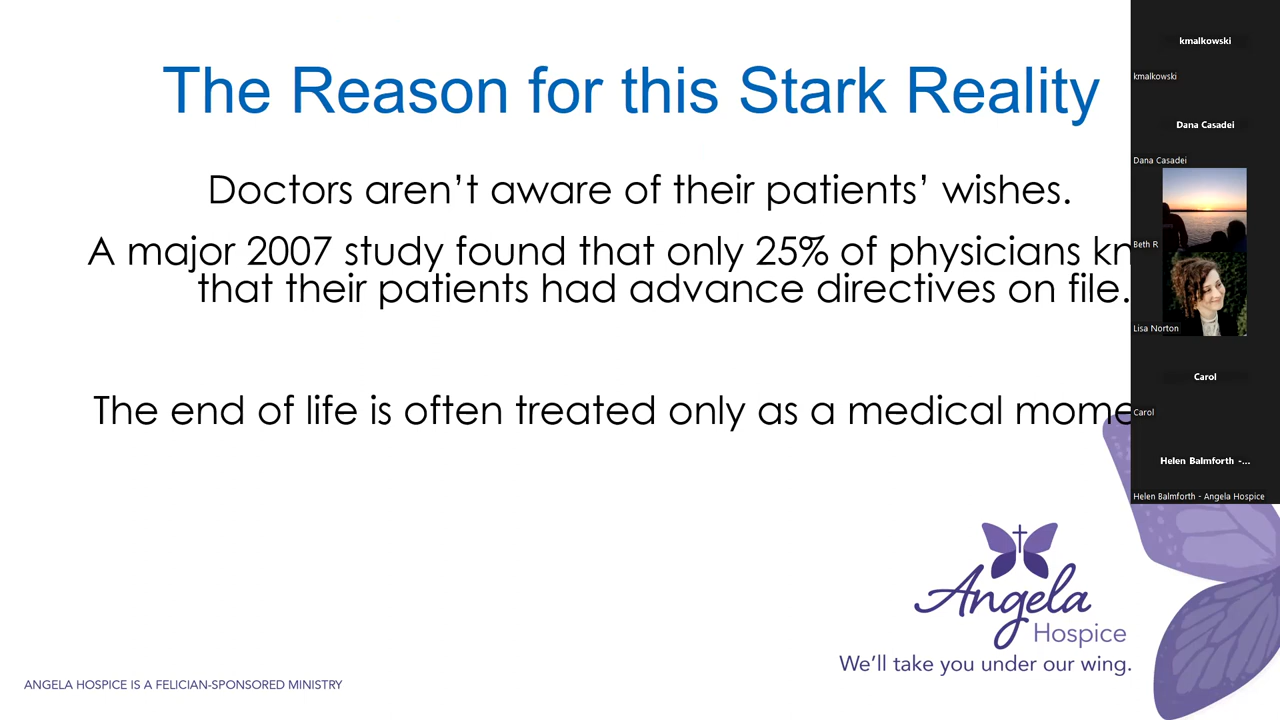 The Reason for this Stark Reality
Doctors aren’t aware of their patients’ wishes.
A major 2007 study found that only 25% of physicians
that their patients had advance directives on file.
The end of life is often treated only as a medical
Angela
Hospice
We’ll take you under our wing.
ANGELA HOSPICE IS A FELICIAN-SPONSORED MINISTRY
kmalkowski
kmalkowski
Dana Casadei
Dana Casadei
Beth R
Lisa Norton
Carol
Carol
Helen Balmforth -...
Helen Balmforth - Angela Hospice